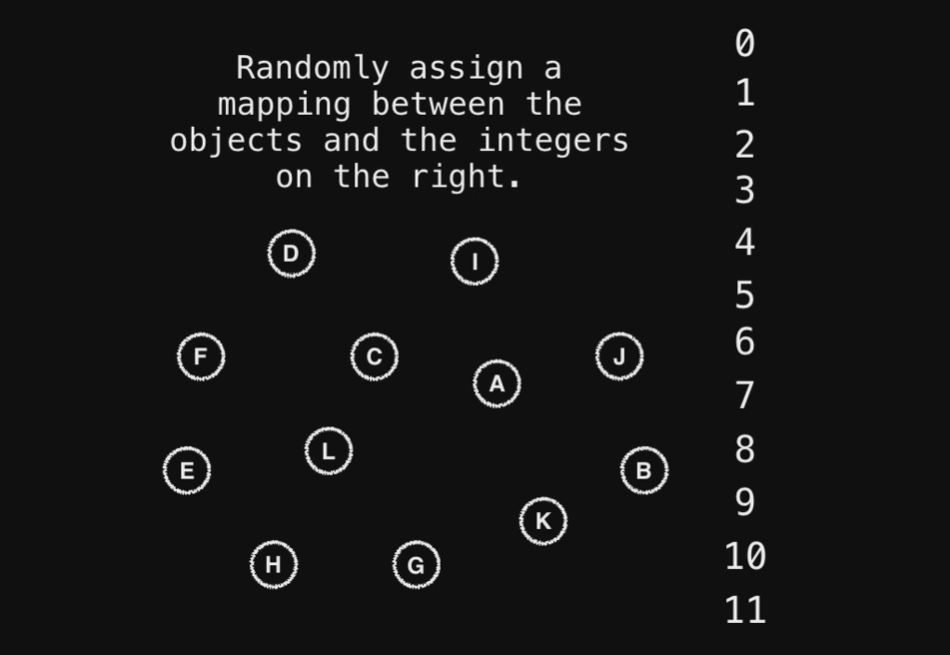 Randomly assign a
mapping between the
objects and the integers
on the right.
0
1
2
3
4
5
6
7
8
9
10
11
D
I
F
C
A
J
E
L
B
K
H
G